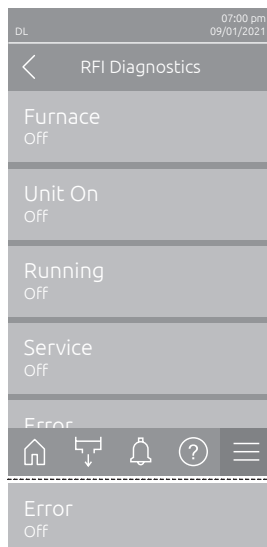 07:00 pm
DL
09/01/2021
RFI Diagnostics
Furnace
Off
Unit On
Off
Running
Off
Service
Off
Error
?
Error
Off